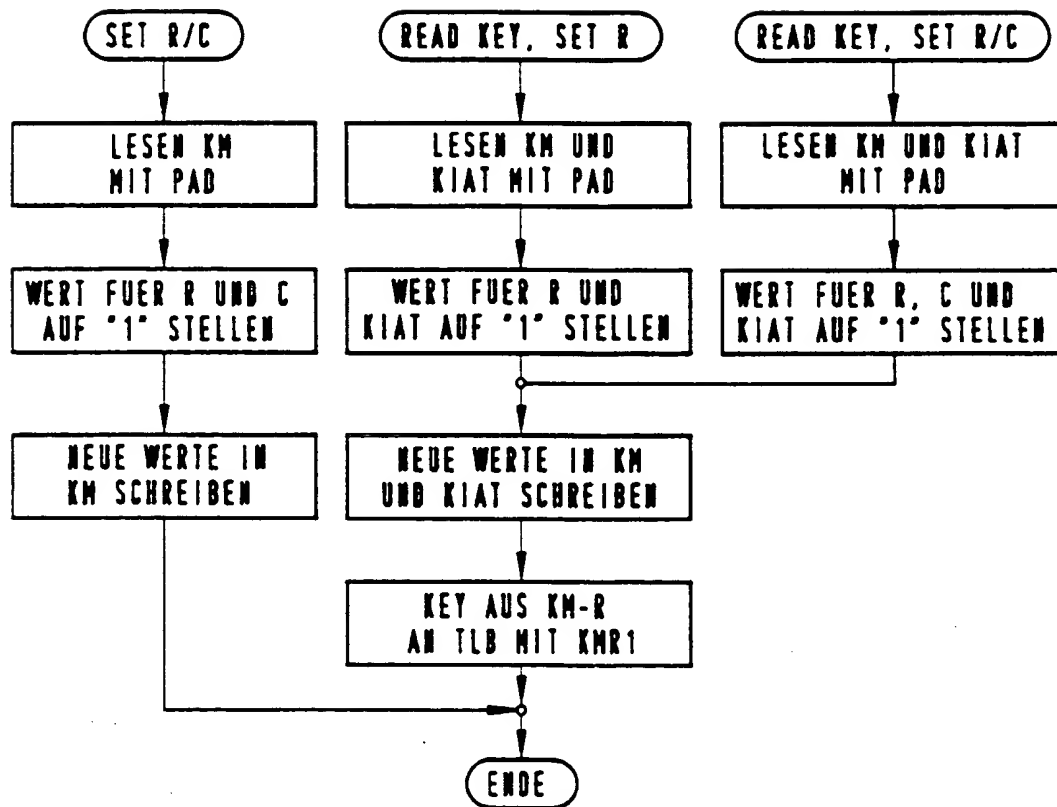 SET R/C
LESEN KM
MIT PAD
WERT FUER R UND C
AUF "1" STELLEN
NEUE WERTE IN
KM SCHREIBEN
READ KEY, SET R
LESEN KM UND
KIAT MIT PAD
WERT FUER R UND
KIAT AUF "1" STELLEN
READ KEY, SET R/C
LESEN KM UND KIAT
MIT PAD
WERT FUER R, C UND
KIAT AUF "1" STELLEN
NEUE WERTE IN KM
UND KIAT SCHREIBEN
KEY AUS KM-R
AN TLB MIT KMR1
ENDE